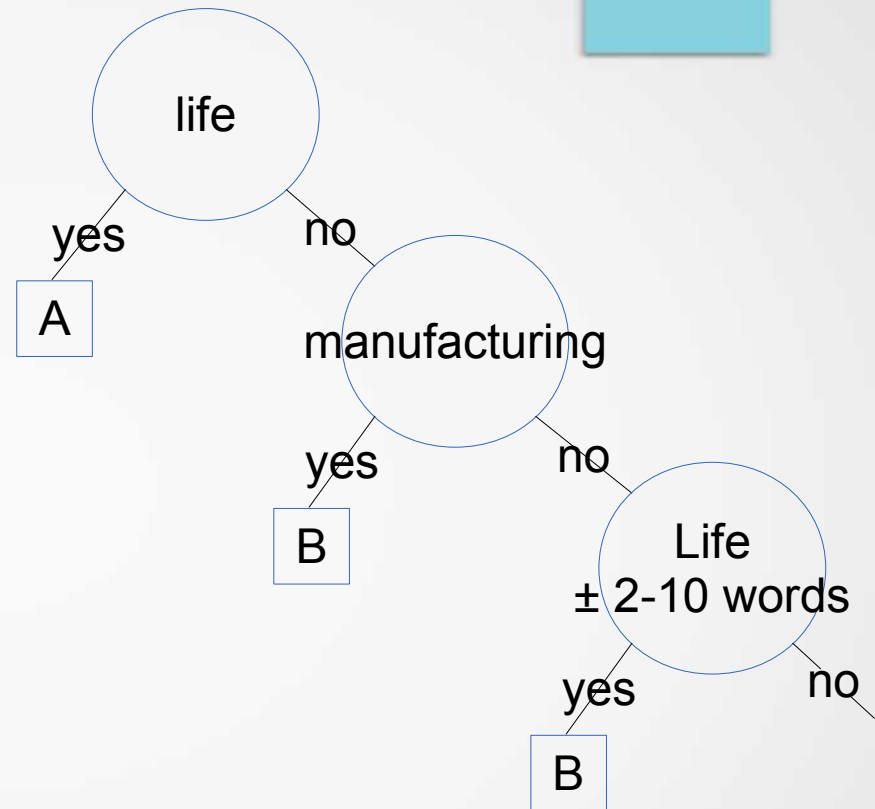 life
yes
no
A
manufacturing
yes
no
B
Life
± 2-10 words
yes
no
B